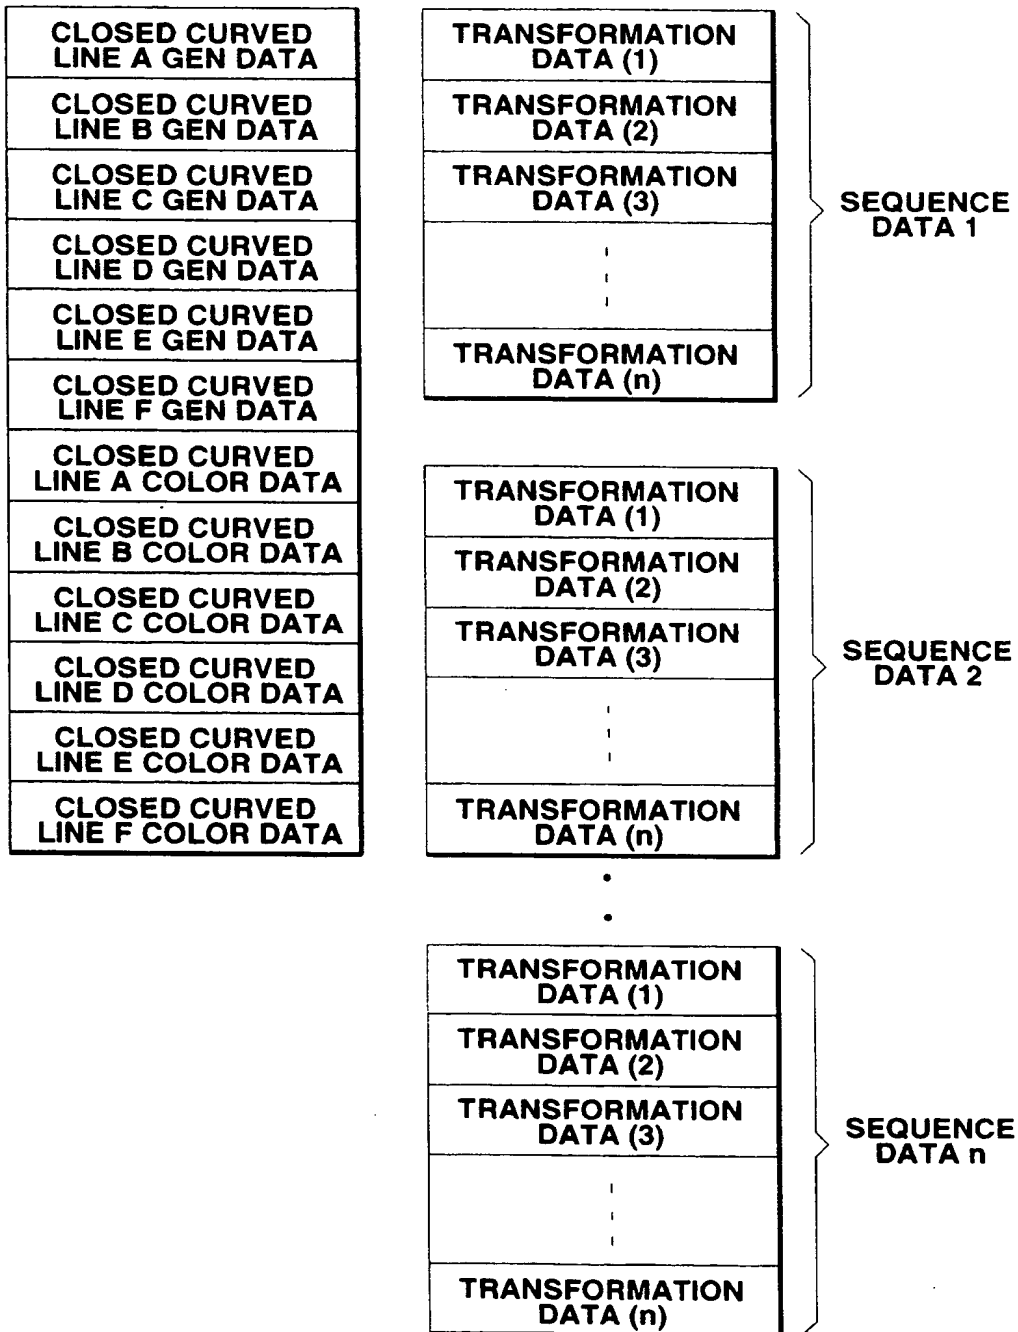 CLOSED CURVED
LINE A GEN DATA
CLOSED CURVED
LINE B GEN DATA
CLOSED CURVED
LINE C GEN DATA
CLOSED CURVED
LINE D GEN DATA
CLOSED CURVED
LINE E GEN DATA
CLOSED CURVED
LINE F GEN DATA
CLOSED CURVED
LINE A COLOR DATA
CLOSED CURVED
LINE B COLOR DATA
CLOSED CURVED
LINE C COLOR DATA
CLOSED CURVED
LINE D COLOR DATA
CLOSED CURVED
LINE E COLOR DATA
CLOSED CURVED
LINE F COLOR DATA
TRANSFORMATION
DATA (1)
TRANSFORMATION
DATA (2)
TRANSFORMATION
DATA (3)
TRANSFORMATION
DATA (n)
SEQUENCE
DATA 1
TRANSFORMATION
DATA (1)
TRANSFORMATION
DATA (2)
TRANSFORMATION
DATA (3)
TRANSFORMATION
DATA (n)
SEQUENCE
DATA 2
TRANSFORMATION
DATA (1)
TRANSFORMATION
DATA (2)
TRANSFORMATION
DATA (3)
TRANSFORMATION
DATA (n)
SEQUENCE
DATA n